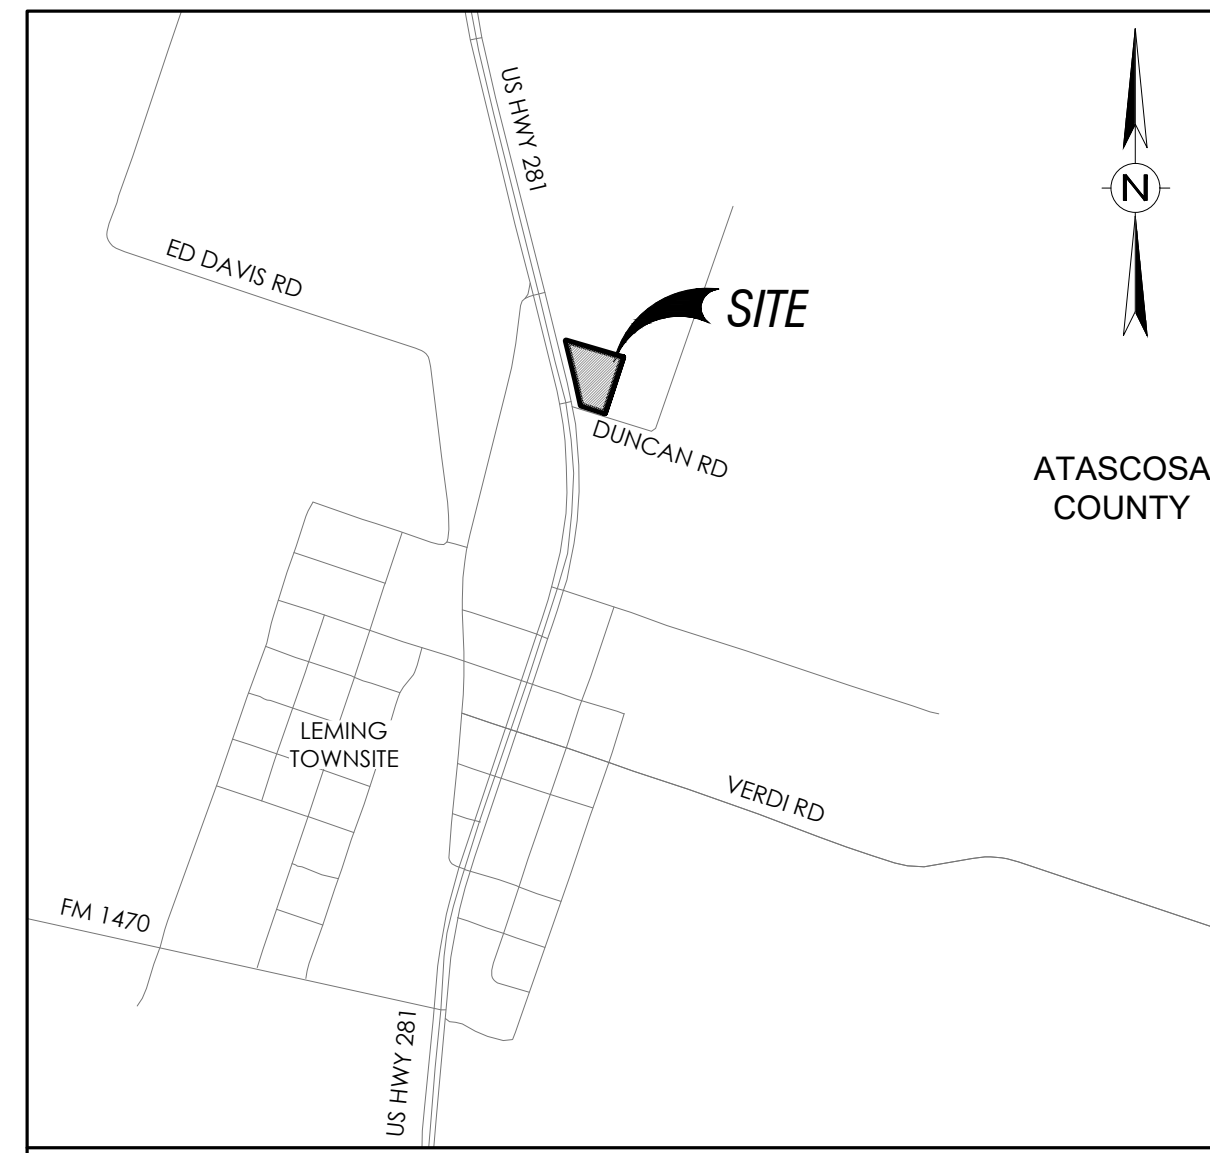 US HWY 281
N
ED DAVIS RD
SITE
DUNCAN RD
ATASCOSA
COUNTY
LEMING
TOWNSITE
VERDI RD
FM 1470
US HWY 281